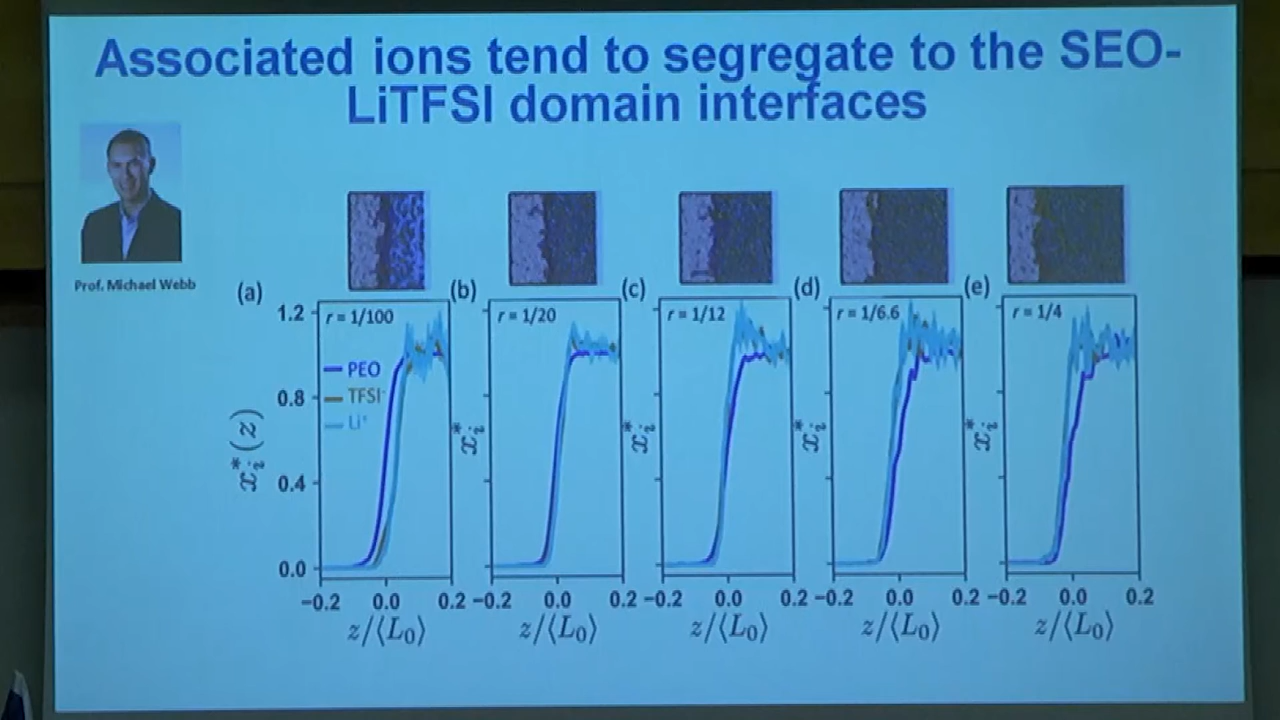 Associated ions tend to segregate to the SEO-
LiTFSI domain interfaces
Prof. Michael Webb
(a)
(b)
(c)
(d)
(e)
r = 1/100
r = 1/20
r = 1/12
r = 1/6.6
r = 1/4
PEO
TFSI⁻
Li⁺
1.2
0.8
0.4
0.0
x*ᵢ(z)
x*ᵢ
x*ᵢ
x*ᵢ
x*ᵢ
−0.2 0.0 0.2
−0.2 0.0 0.2
−0.2 0.0 0.2
−0.2 0.0 0.2
−0.2 0.0 0.2
z/⟨L₀⟩
z/⟨L₀⟩
z/⟨L₀⟩
z/⟨L₀⟩
z/⟨L₀⟩